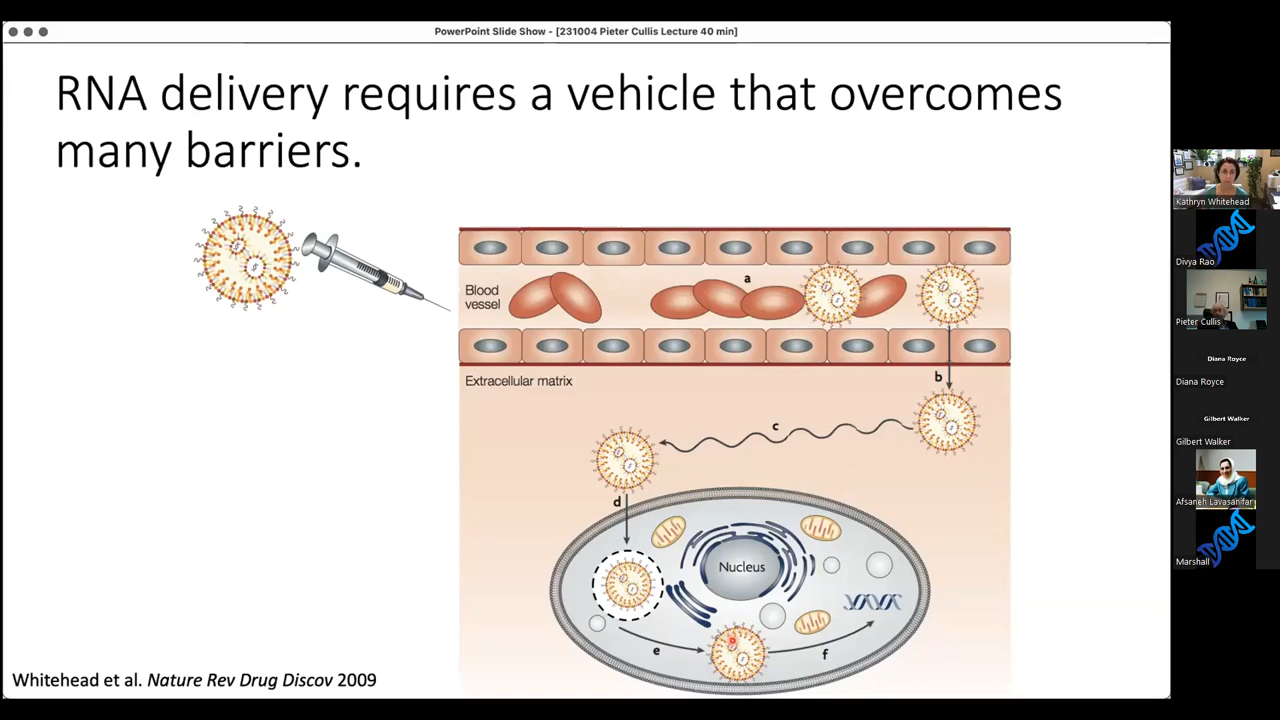 PowerPoint Slide Show - [231004 Pieter Cullis Lecture 40 min]
RNA delivery requires a vehicle that overcomes
many barriers.
Blood
vessel
a
b
Extracellular matrix
c
d
Nucleus
e
f
Whitehead et al. Nature Rev Drug Discov 2009
Kathryn Whitehead
Divya Rao
Pieter Cullis
Diana Royce
Diana Royce
Gilbert Walker
Gilbert Walker
Afsaneh Lavasanifar
Marshall